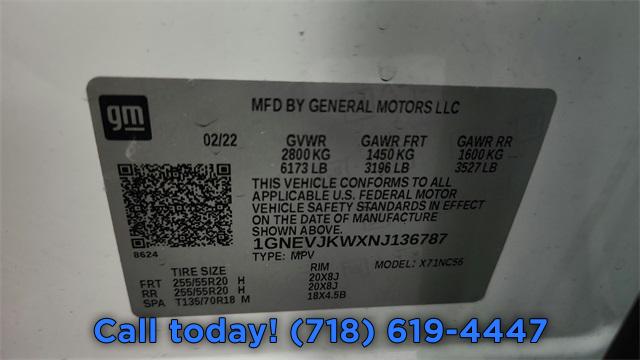 gm
MFD BY GENERAL MOTORS LLC
02/22 GVWR GAWR FRT GAWR RR
2800 KG 1450 KG 1600 KG
6173 LB 3196 LB 3527 LB
THIS VEHICLE CONFORMS TO ALL
APPLICABLE U.S. FEDERAL MOTOR
VEHICLE SAFETY STANDARDS IN EFFECT
ON THE DATE OF MANUFACTURE
SHOWN ABOVE.
8624
1GNEVJKWXNJ136787
TYPE: MPV MODEL: X71NC56
TIRE SIZE RIM
FRT 255/55R20 H 20X8J
RR 255/55R20 H 20X8J
SPA T135/70R18 M 18X4.5B
Call today! (718) 619-4447